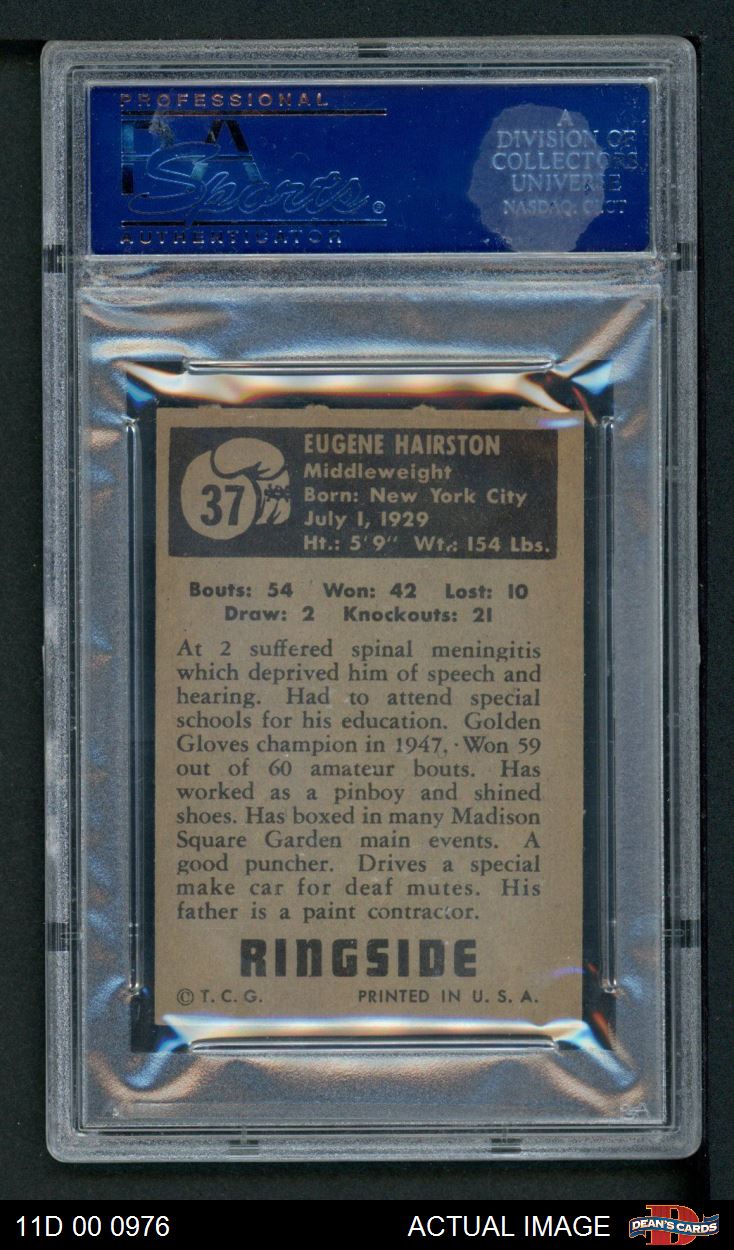 PROFESSIONAL
PSA
Sports®
AUTHENTICATOR
A
DIVISION OF
COLLECTORS
UNIVERSE
NASDAQ: CLCT
37
EUGENE HAIRSTON
Middleweight
Born: New York City
July 1, 1929
Ht.: 5'9" Wt.: 154 Lbs.
Bouts: 54 Won: 42 Lost: 10
Draw: 2 Knockouts: 21
At 2 suffered spinal meningitis
which deprived him of speech and
hearing. Had to attend special
schools for his education. Golden
Gloves champion in 1947. Won 59
out of 60 amateur bouts. Has
worked as a pinboy and shined
shoes. Has boxed in many Madison
Square Garden main events. A
good puncher. Drives a special
make car for deaf mutes. His
father is a paint contractor.
RINGSIDE
© T. C. G. PRINTED IN U. S. A.
PSA
11D 00 0976 ACTUAL IMAGE
D
DEAN'S CARDS